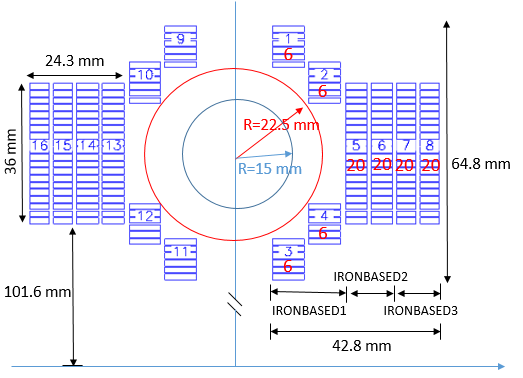 9
1
6
24.3 mm
10
2
6
R=22.5 mm
36 mm
16 15 14 13
5 6 7 8
20 20 20 20
64.8 mm
R=15 mm
12
4
6
11
3
6
IRONBASED2
101.6 mm
IRONBASED1
IRONBASED3
42.8 mm